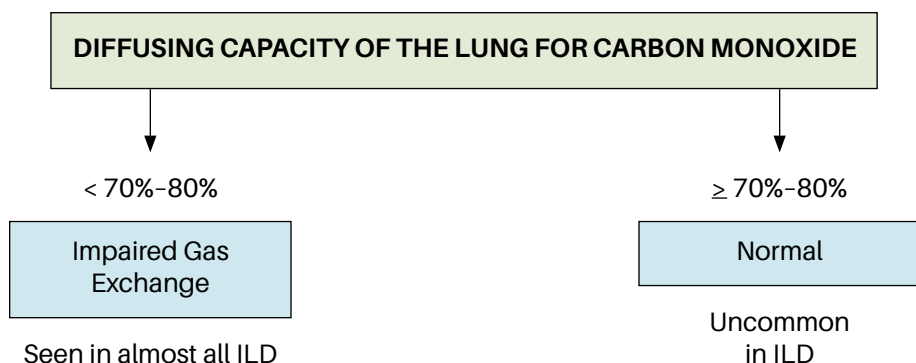 DIFFUSING CAPACITY OF THE LUNG FOR CARBON MONOXIDE
< 70%–80%
Impaired Gas
Exchange
Seen in almost all ILD
≥ 70%–80%
Normal
Uncommon
in ILD